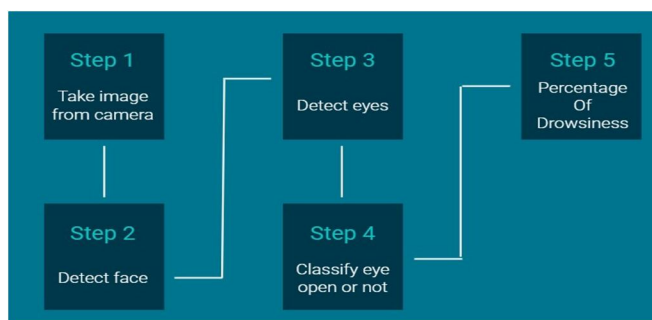 Step 1
Take image
from camera
Step 2
Detect face
Step 3
Detect eyes
Step 4
Classify eye
open or not
Step 5
Percentage
Of
Drowsiness